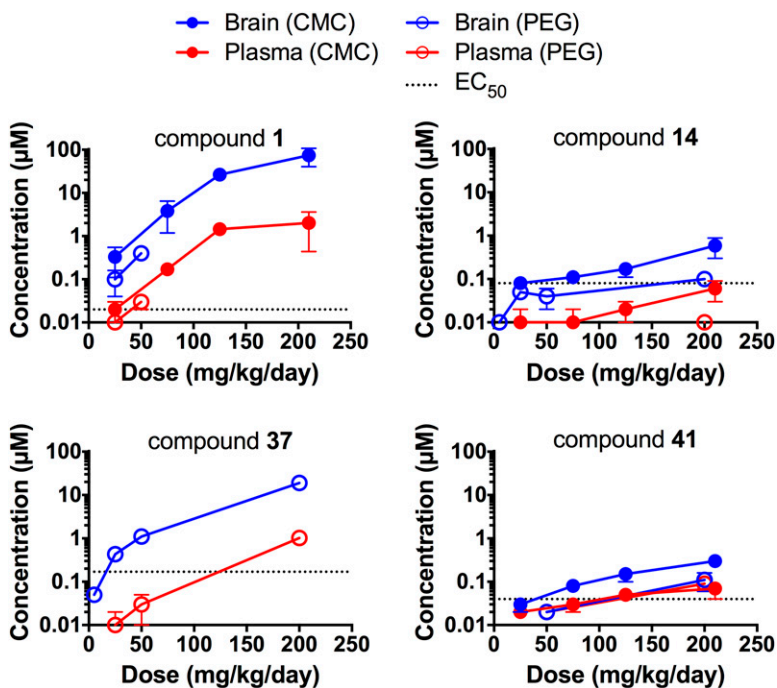 Brain (CMC) Brain (PEG)
Plasma (CMC) Plasma (PEG)
EC50
compound 1
Concentration (µM)
100
10
1
0.1
0.01
0 50 100 150 200 250
Dose (mg/kg/day)
compound 14
Concentration (µM)
100
10
1
0.1
0.01
0 50 100 150 200 250
Dose (mg/kg/day)
compound 37
Concentration (µM)
100
10
1
0.1
0.01
0 50 100 150 200 250
Dose (mg/kg/day)
compound 41
Concentration (µM)
100
10
1
0.1
0.01
0 50 100 150 200 250
Dose (mg/kg/day)